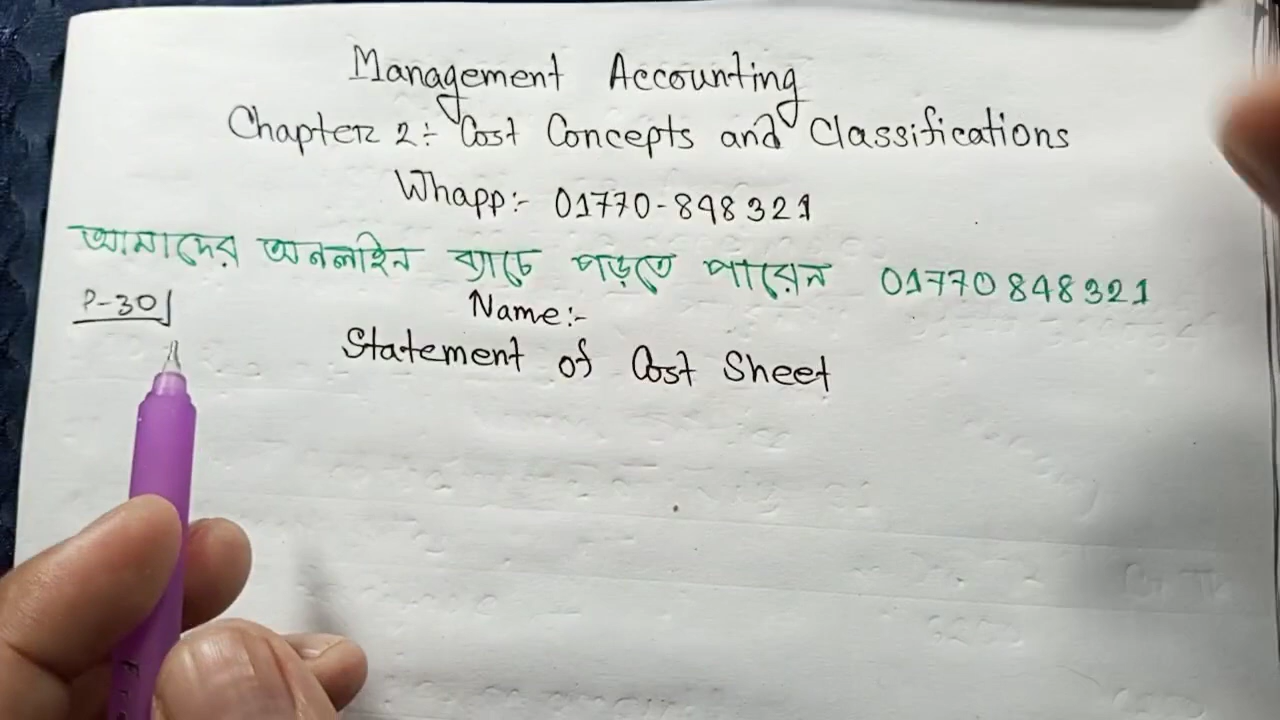 Management Accounting
Chapter 2:- Cost Concepts and Classifications
Whapp:- 01770-848321
আমাদের অনলাইন ব্যাচে পড়তে পারেন 01770848321
P-30
Name:-
Statement of Cost Sheet